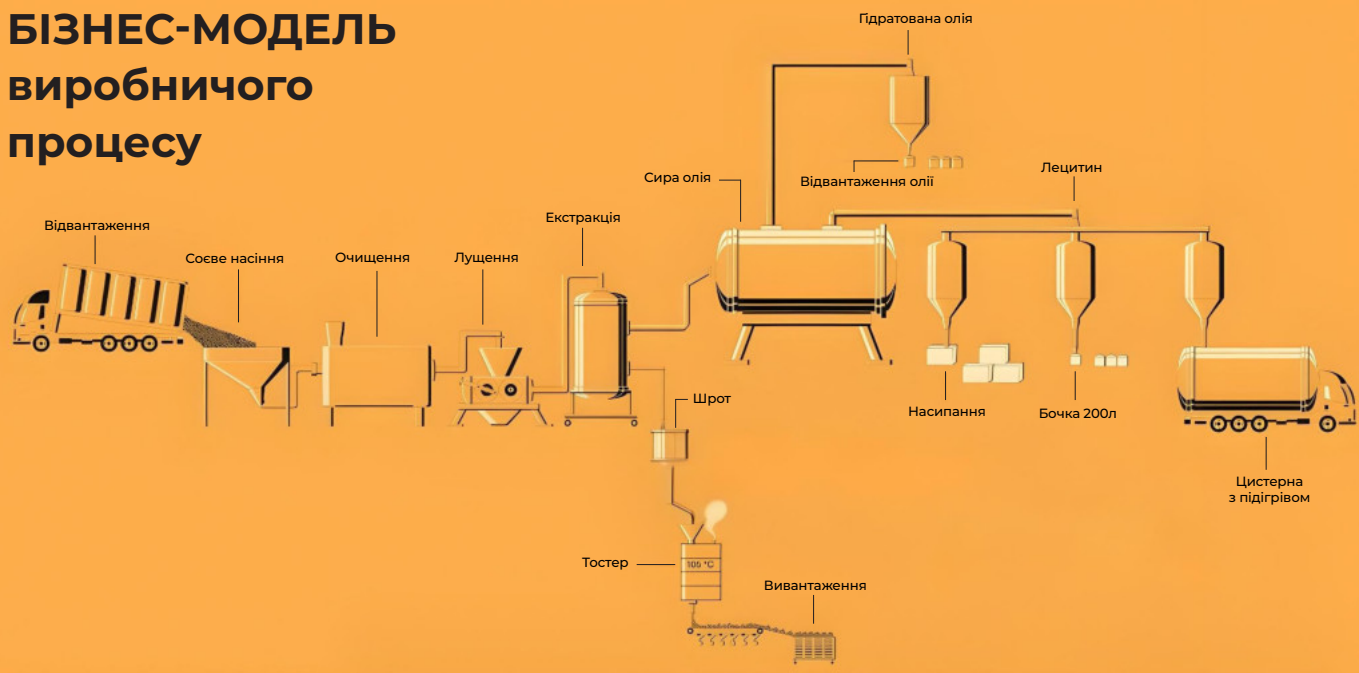 БІЗНЕС-МОДЕЛЬ
виробничого
процесу
Гідратована олія
Відвантаження олії
Сира олія
Лецитин
Відвантаження
Соєве насіння
Очищення
Лущення
Екстракція
Шрот
Насипання
Бочка 200л
Цистерна
з підігрівом
Тостер
105 °C
Вивантаження